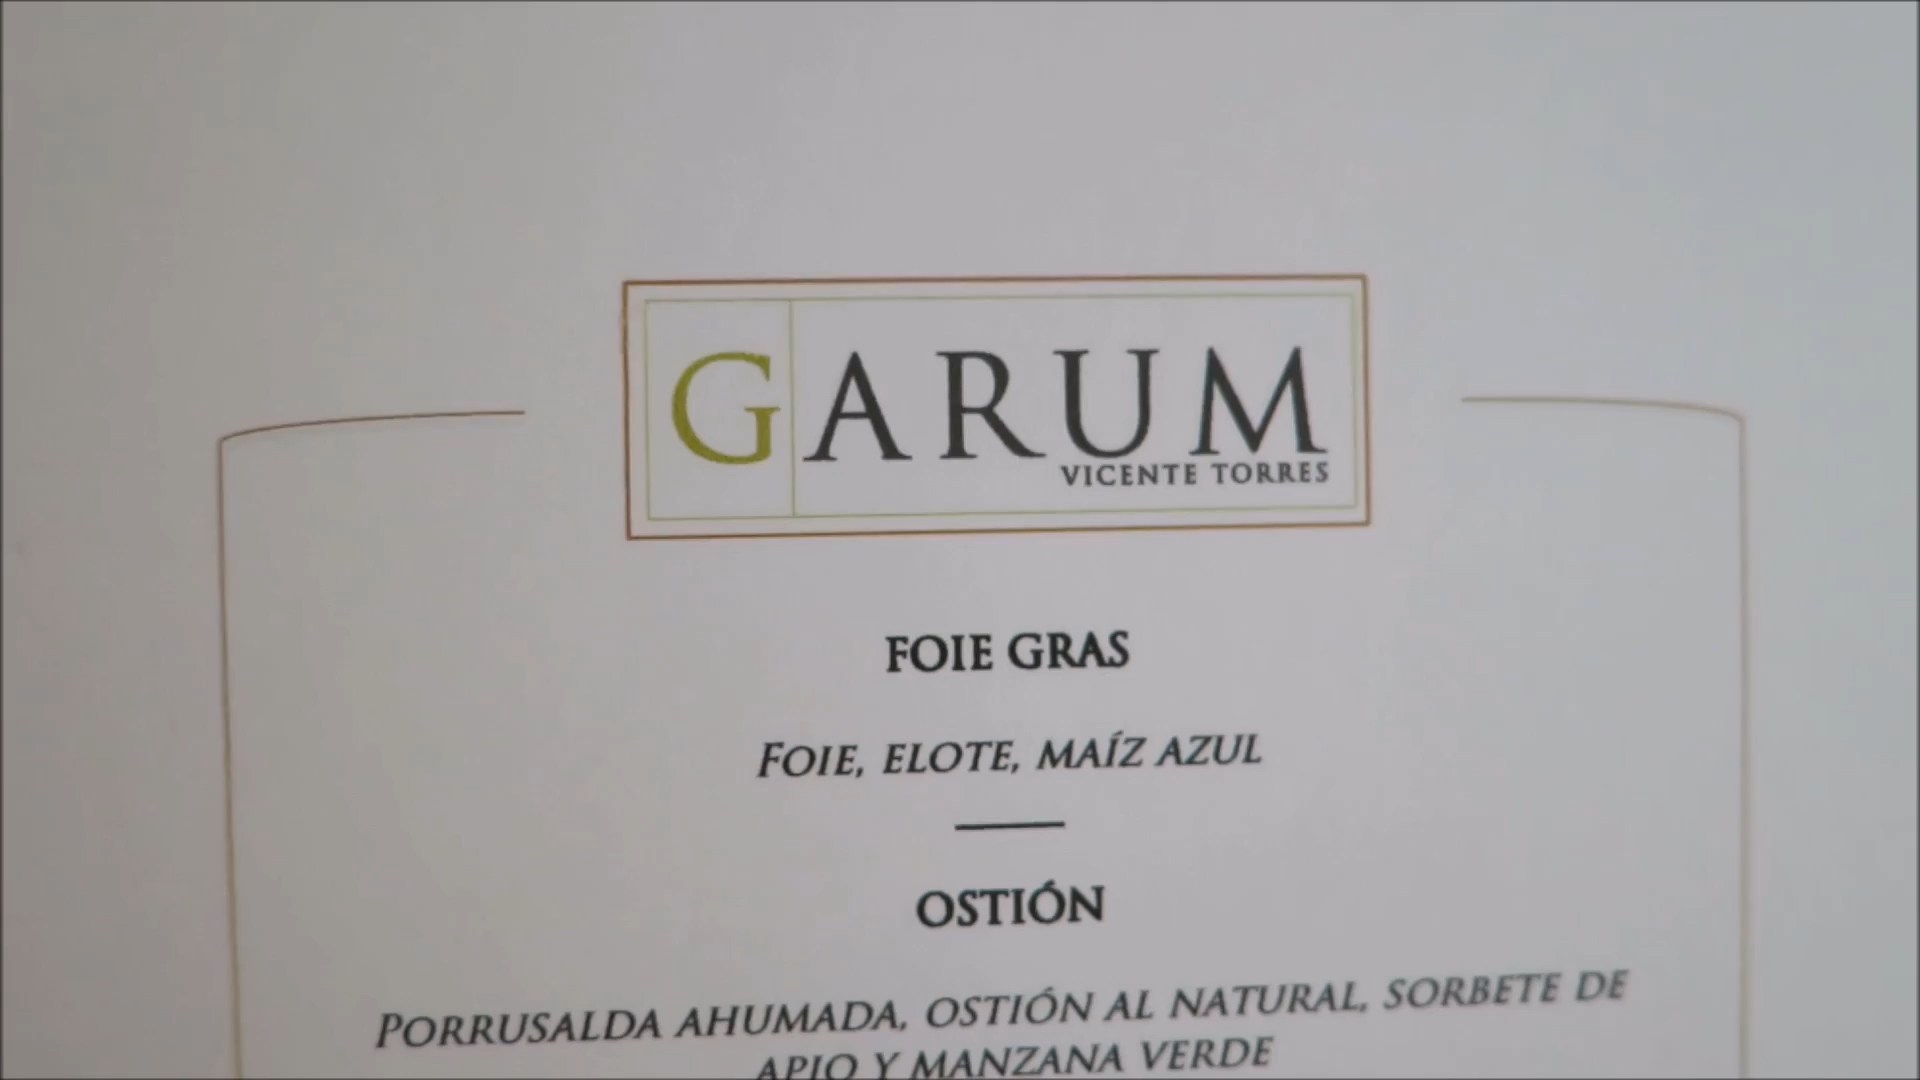 GARUM
VICENTE TORRES
FOIE GRAS
FOIE, ELOTE, MAÍZ AZUL
OSTIÓN
PORRUSALDA AHUMADA, OSTIÓN AL NATURAL, SORBETE DE
APIO Y MANZANA VERDE